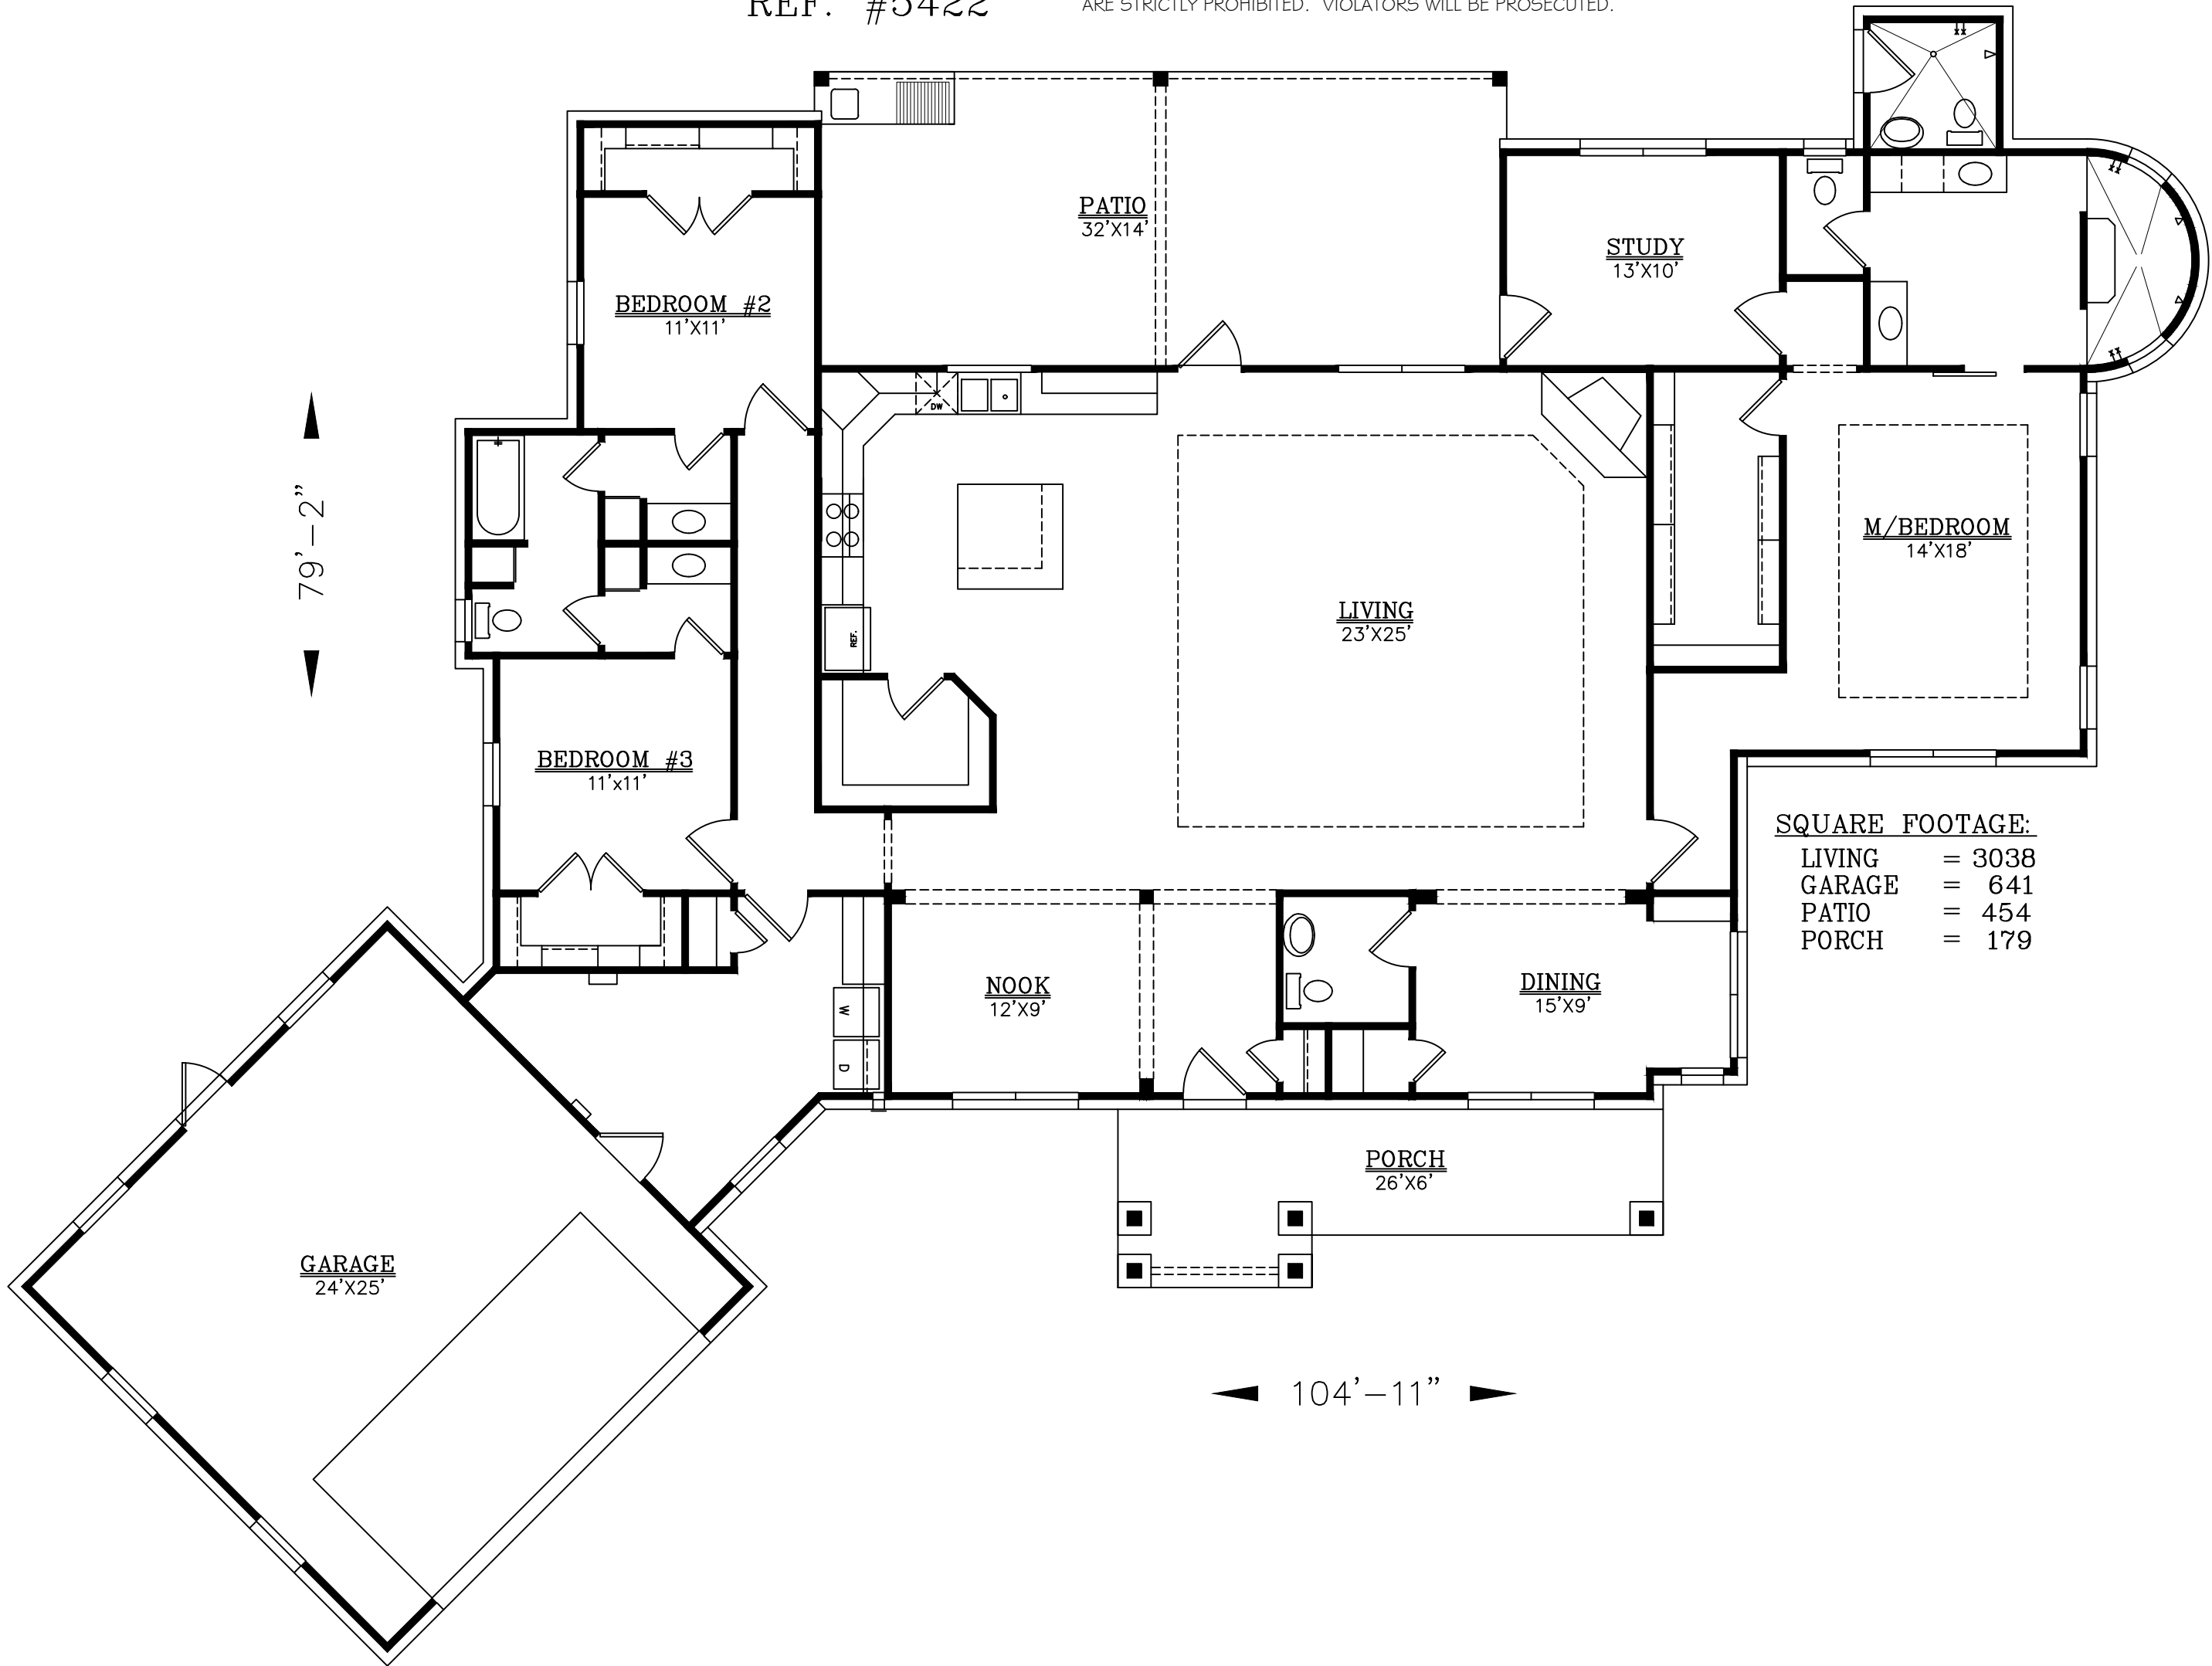 REF. #5422
ARE STRICTLY PROHIBITED. VIOLATORS WILL BE PROSECUTED.
PATIO
32'X14'
STUDY
13'X10'
BEDROOM #2
11'X11'
DW
79'-2"
M/BEDROOM
14'X18'
LIVING
23'X25'
REF.
BEDROOM #3
11'x11'
SQUARE FOOTAGE:
LIVING = 3038
GARAGE = 641
PATIO = 454
PORCH = 179
NOOK
12'X9'
DINING
15'X9'
W
D
PORCH
26'X6'
GARAGE
24'X25'
104'-11"